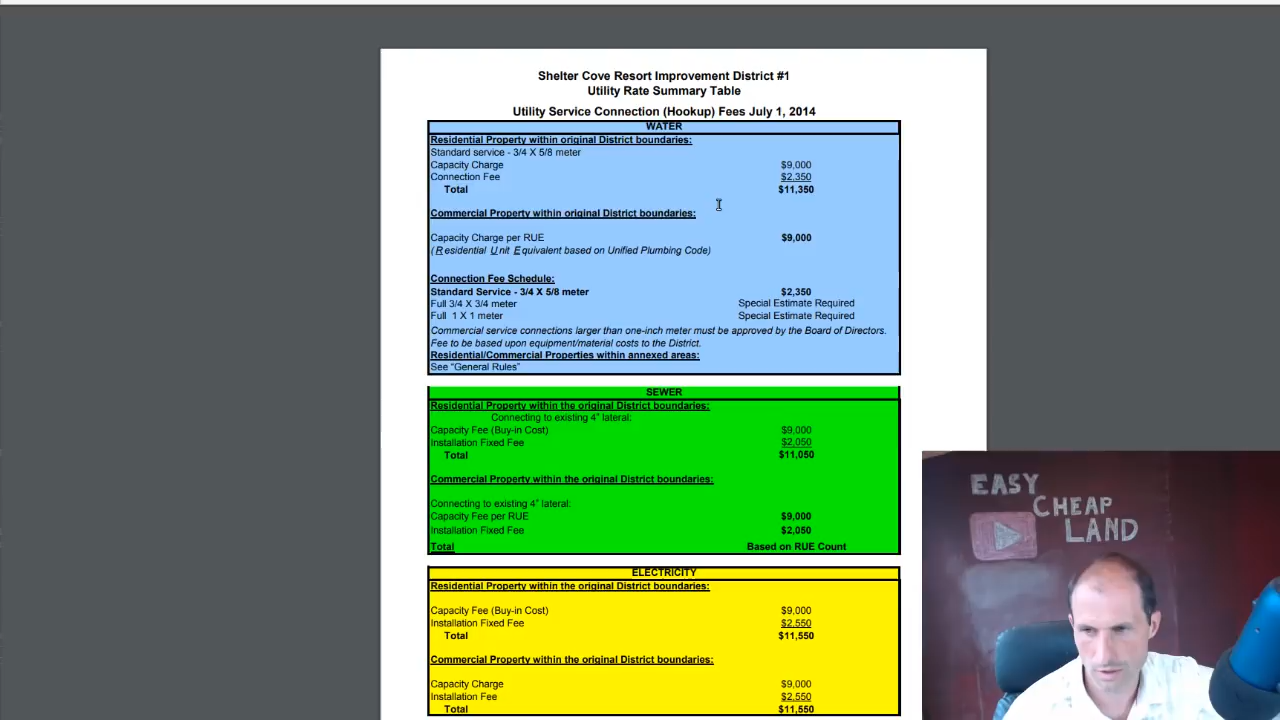 Shelter Cove Resort Improvement District #1
Utility Rate Summary Table
Utility Service Connection (Hookup) Fees July 1, 2014
WATER
Residential Property within original District boundaries:
Standard service - 3/4 X 5/8 meter
Capacity Charge $9,000
Connection Fee $2,350
Total $11,350
Commercial Property within original District boundaries:
Capacity Charge per RUE $9,000
(Residential Unit Equivalent based on Unified Plumbing Code)
Connection Fee Schedule:
Standard Service - 3/4 X 5/8 meter $2,350
Full 3/4 X 3/4 meter Special Estimate Required
Full 1 X 1 meter Special Estimate Required
Commercial service connections larger than one-inch meter must be approved by the Board of Directors.
Fee to be based upon equipment/material costs to the District.
Residential/Commercial Properties within annexed areas:
See "General Rules"
SEWER
Residential Property within the original District boundaries:
Connecting to existing 4" lateral:
Capacity Fee (Buy-in Cost) $9,000
Installation Fixed Fee $2,050
Total $11,050
Commercial Property within the original District boundaries:
Connecting to existing 4" lateral:
Capacity Fee per RUE $9,000
Installation Fixed Fee $2,050
Total Based on RUE Count
ELECTRICITY
Residential Property within the original District boundaries:
Capacity Fee (Buy-in Cost) $9,000
Installation Fixed Fee $2,550
Total $11,550
Commercial Property within the original District boundaries:
Capacity Charge $9,000
Installation Fee $2,550
Total $11,550
EASY
CHEAP
LAND